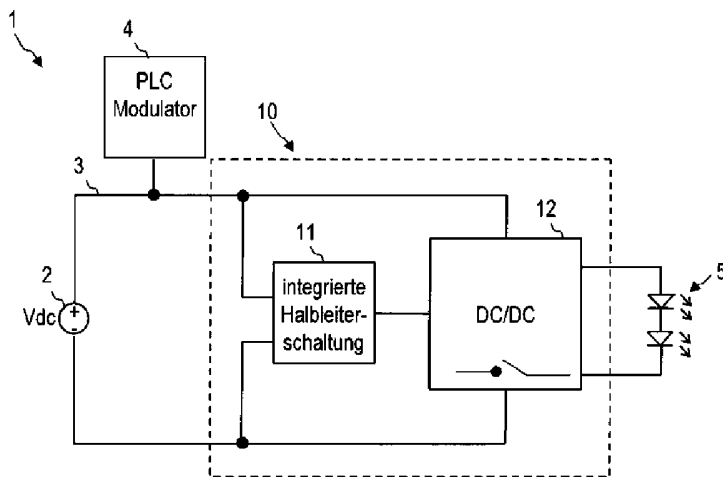 1
4
PLC
Modulator
10
3
12
11
2
+
-
Vdc
integrierte
Halbleiter-
schaltung
DC/DC
5